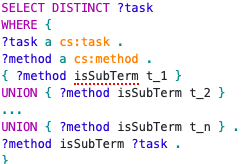 SELECT DISTINCT ?task
WHERE {
?task a cs:task .
?method a cs:method .
{ ?method isSubTerm t_1 }
UNION { ?method isSubTerm t_2 }
...
UNION { ?method isSubTerm t_n } .
?method isSubTerm ?task .
}